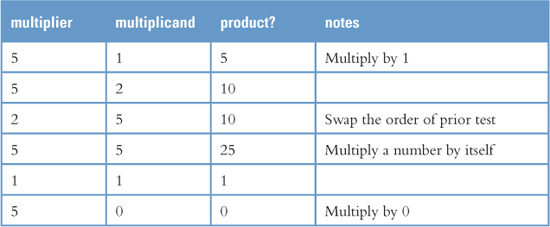 multiplier multiplicand product? notes
5 1 5 Multiply by 1
5 2 10
2 5 10 Swap the order of prior test
5 5 25 Multiply a number by itself
1 1 1
5 0 0 Multiply by 0